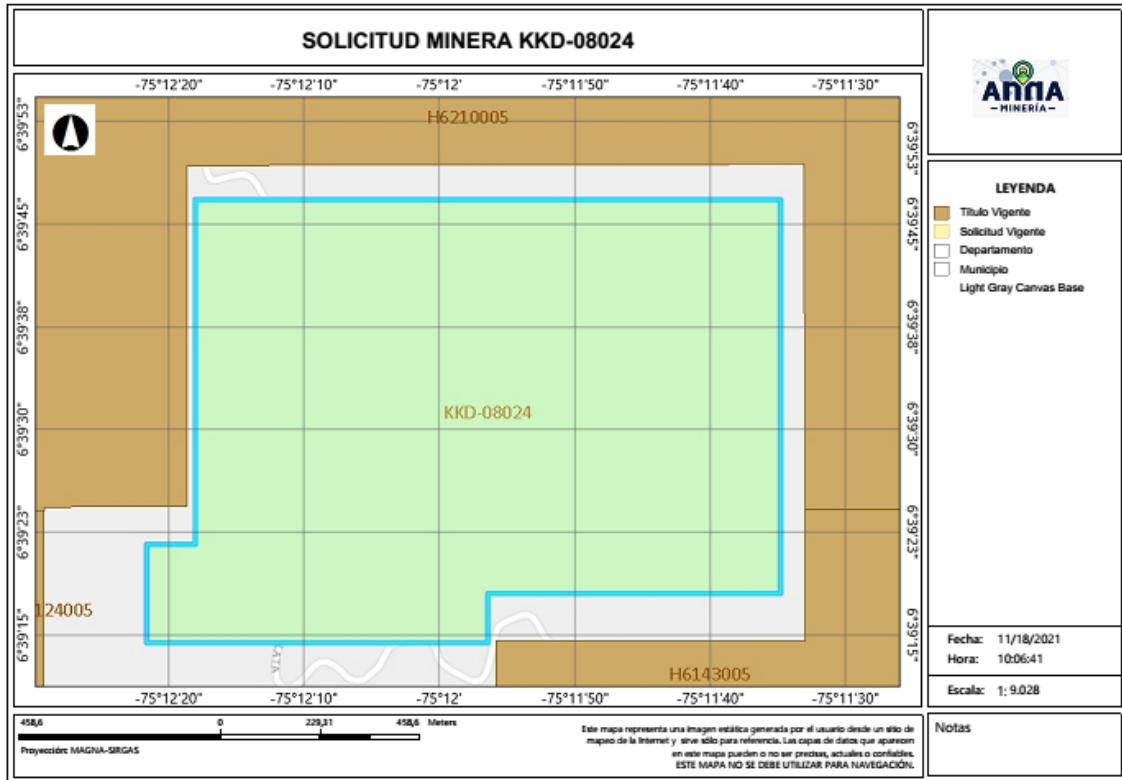 SOLICITUD MINERA KKD-08024
-75°12'20" -75°12'10" -75°12' -75°11'50" -75°11'40" -75°11'30"
6°39'53" 6°39'53"
H6210005
6°39'45" 6°39'45"
6°39'38" 6°39'38"
KKD-08024
6°39'30" 6°39'30"
6°39'23" 6°39'23"
124005
6°39'15" 6°39'15"
CATA
H6143005
-75°12'20" -75°12'10" -75°12' -75°11'50" -75°11'40" -75°11'30"
458,6 0 229,31 458,6 Meters
Proyección: MAGNA-SIRGAS
Este mapa representa una imagen estática generada por el usuario desde un sitio de
mapeo de la Internet y sirve sólo para referencia. Las capas de datos que aparecen
en este mapa pueden o no ser precisas, actuales o confiables.
ESTE MAPA NO SE DEBE UTILIZAR PARA NAVEGACIÓN.
ANNA
–MINERÍA–
LEYENDA
Título Vigente
Solicitud Vigente
Departamento
Municipio
Light Gray Canvas Base
Fecha: 11/18/2021
Hora: 10:06:41
Escala: 1: 9.028
Notas